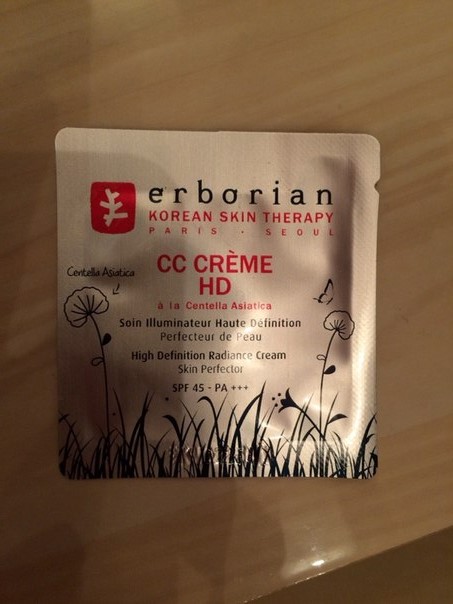 erborian
KOREAN SKIN THERAPY
PARIS · SEOUL
CC CRÈME
HD
Centella Asiatica
à la Centella Asiatica
Soin Illuminateur Haute Définition
Perfecteur de Peau
High Definition Radiance Cream
Skin Perfector
SPF 45 - PA +++